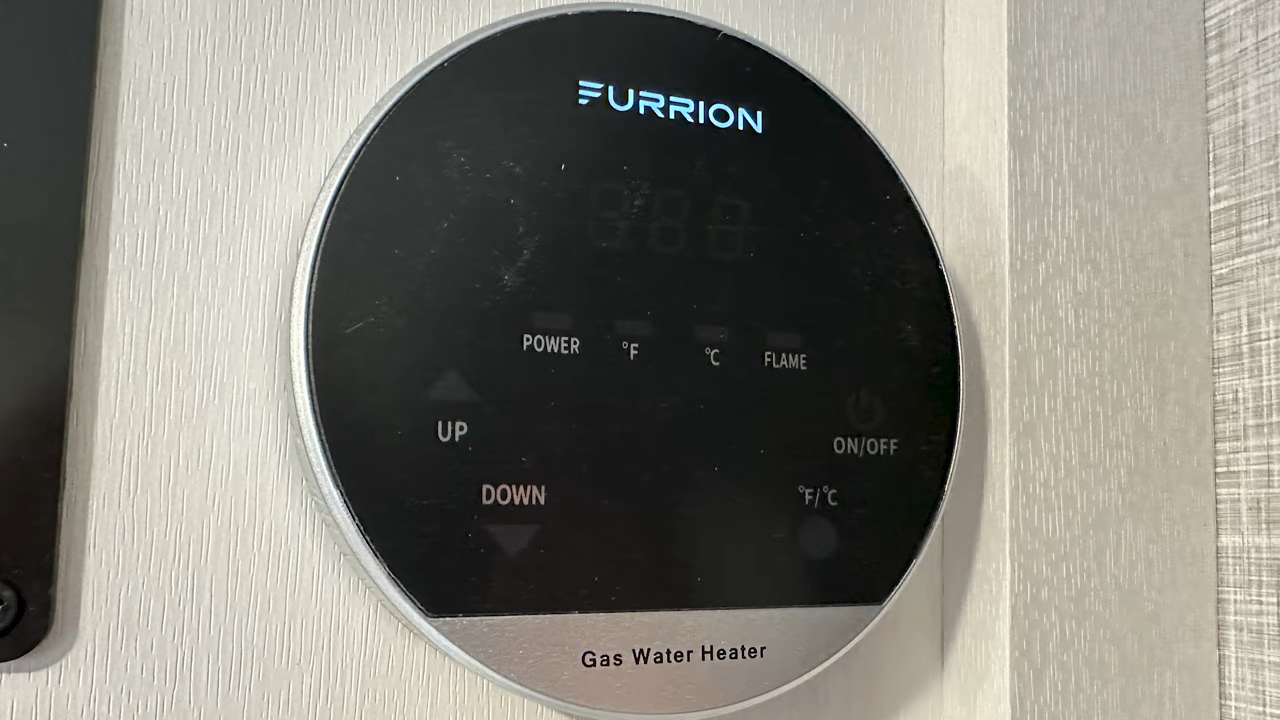 FURRION
POWER °F °C FLAME
UP
ON/OFF
DOWN
°F/°C
Gas Water Heater